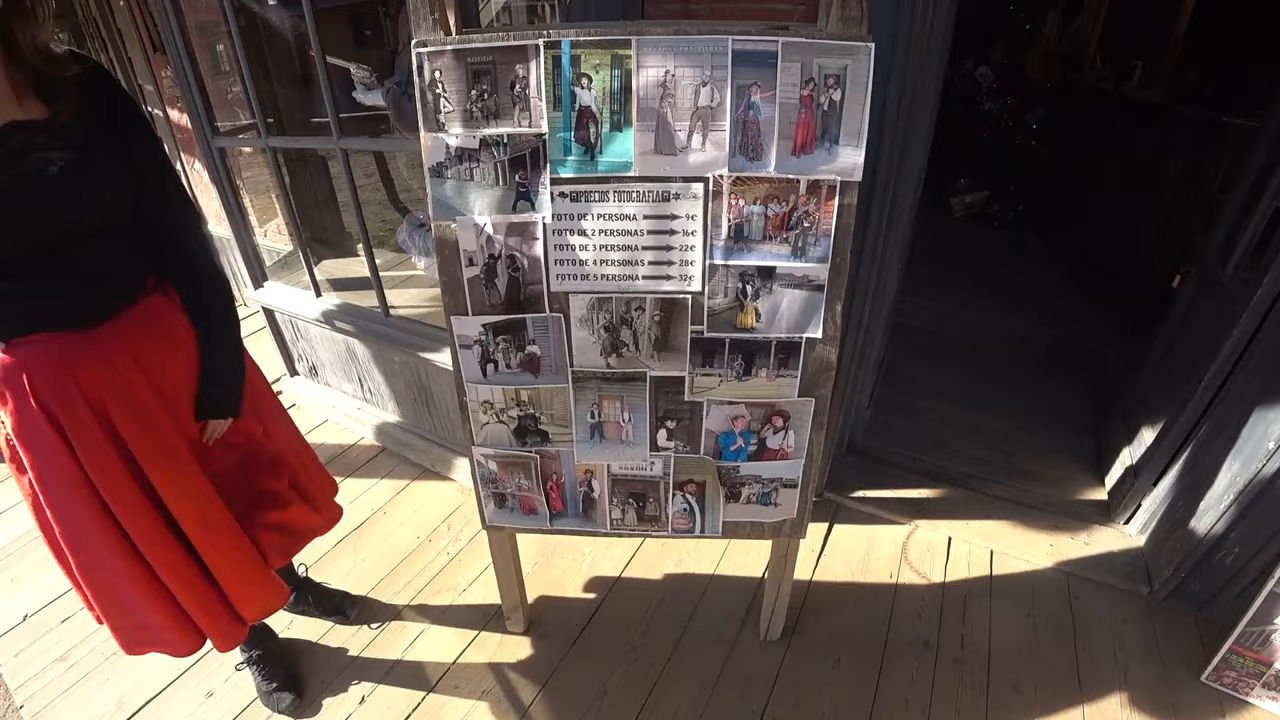 PRECIOS FOTOGRAFIA
FOTO DE 1 PERSONA 9€
FOTO DE 2 PERSONAS 16€
FOTO DE 3 PERSONA 22€
FOTO DE 4 PERSONAS 28€
FOTO DE 5 PERSONA 32€